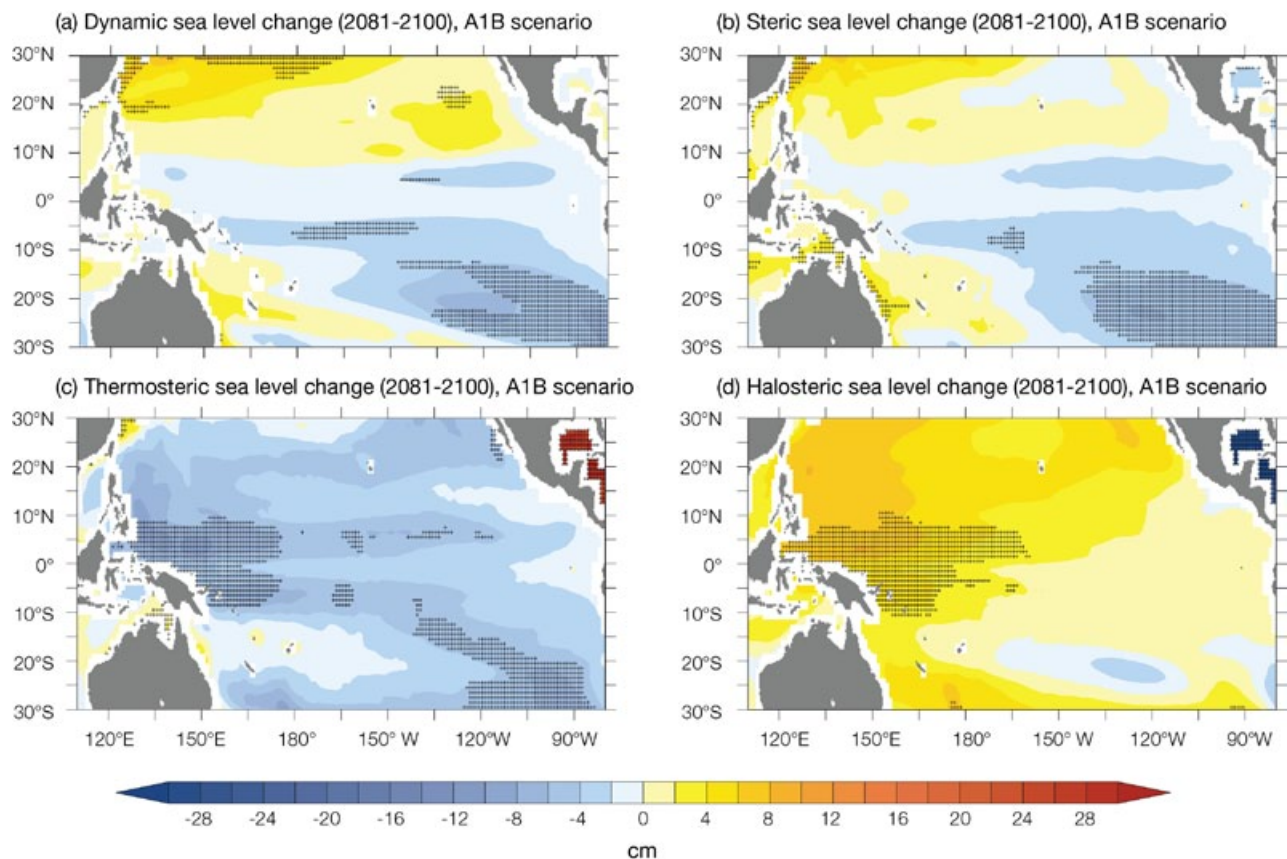 (a) Dynamic sea level change (2081-2100), A1B scenario
(b) Steric sea level change (2081-2100), A1B scenario
30°N
20°N
10°N
0°
10°S
20°S
30°S
30°N
20°N
10°N
0°
10°S
20°S
30°S
(c) Thermosteric sea level change (2081-2100), A1B scenario
(d) Halosteric sea level change (2081-2100), A1B scenario
30°N
20°N
10°N
0°
10°S
20°S
30°S
30°N
20°N
10°N
0°
10°S
20°S
30°S
120°E 150°E 180° 150° W 120°W 90°W
120°E 150°E 180° 150° W 120°W 90°W
-28 -24 -20 -16 -12 -8 -4 0 4 8 12 16 20 24 28
cm